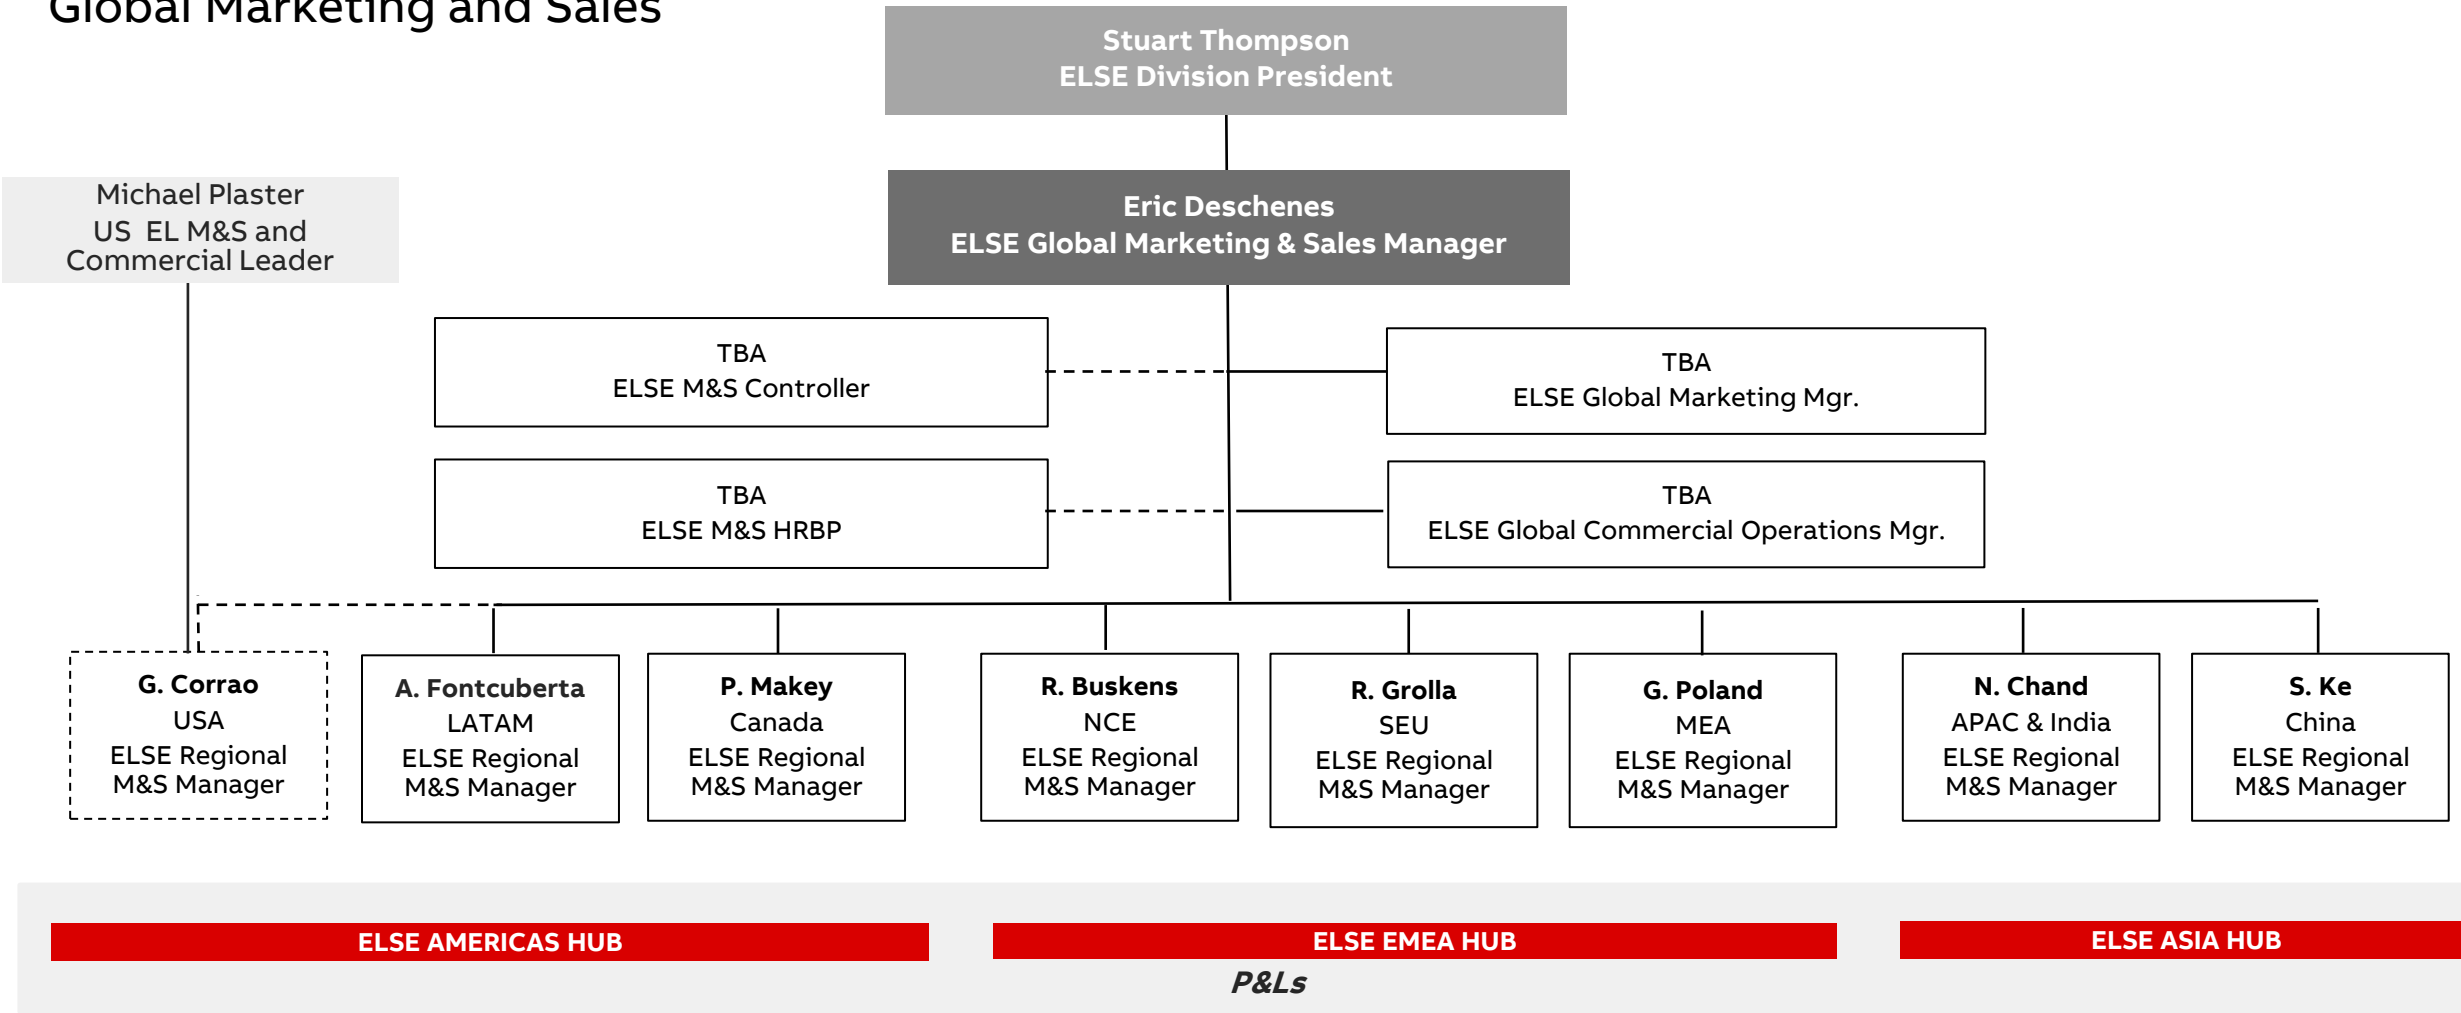 Global Marketing and Sales
Stuart Thompson
ELSE Division President
Michael Plaster
US EL M&S and
Commercial Leader
Eric Deschenes
ELSE Global Marketing & Sales Manager
TBA
ELSE M&S Controller
TBA
ELSE Global Marketing Mgr.
TBA
ELSE M&S HRBP
TBA
ELSE Global Commercial Operations Mgr.
G. Corrao
USA
ELSE Regional
M&S Manager
A. Fontcuberta
LATAM
ELSE Regional
M&S Manager
P. Makey
Canada
ELSE Regional
M&S Manager
R. Buskens
NCE
ELSE Regional
M&S Manager
R. Grolla
SEU
ELSE Regional
M&S Manager
G. Poland
MEA
ELSE Regional
M&S Manager
N. Chand
APAC & India
ELSE Regional
M&S Manager
S. Ke
China
ELSE Regional
M&S Manager
ELSE AMERICAS HUB
ELSE EMEA HUB
ELSE ASIA HUB
P&Ls